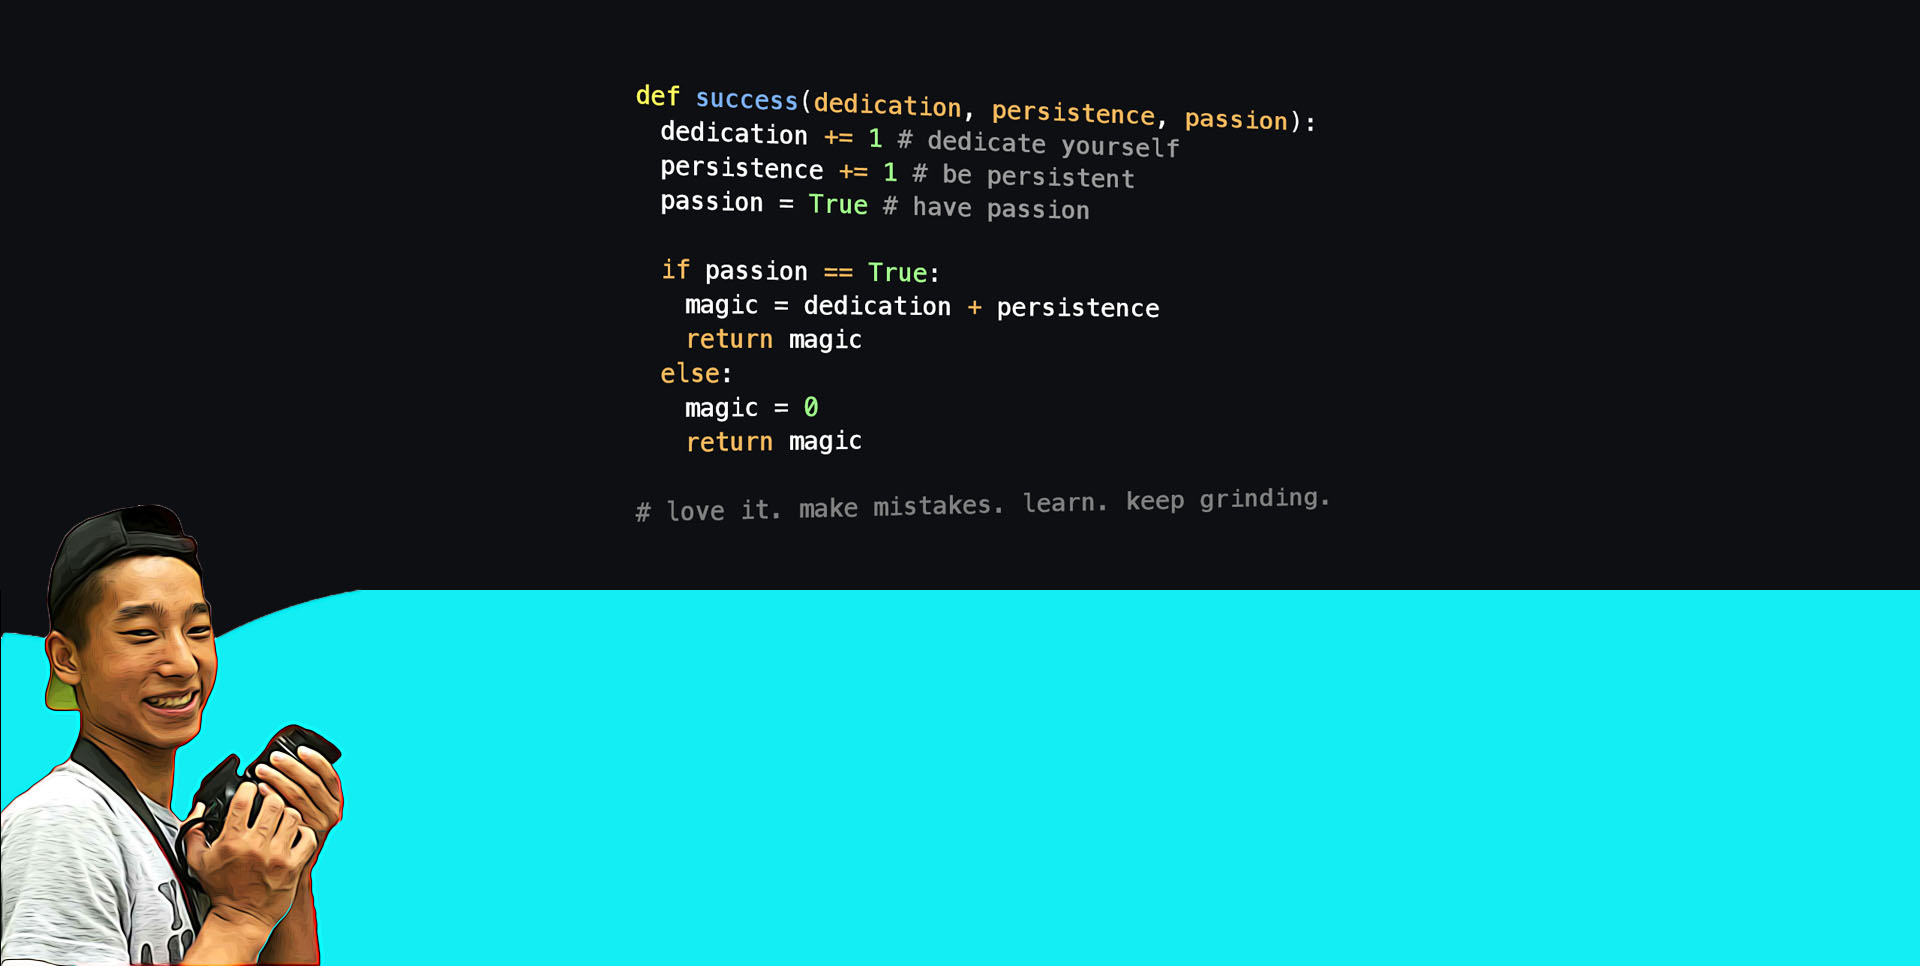 def success(dedication, persistence, passion):
dedication += 1 # dedicate yourself
persistence += 1 # be persistent
passion = True # have passion
if passion == True:
magic = dedication + persistence
return magic
else:
magic = 0
return magic
# love it. make mistakes. learn. keep grinding.